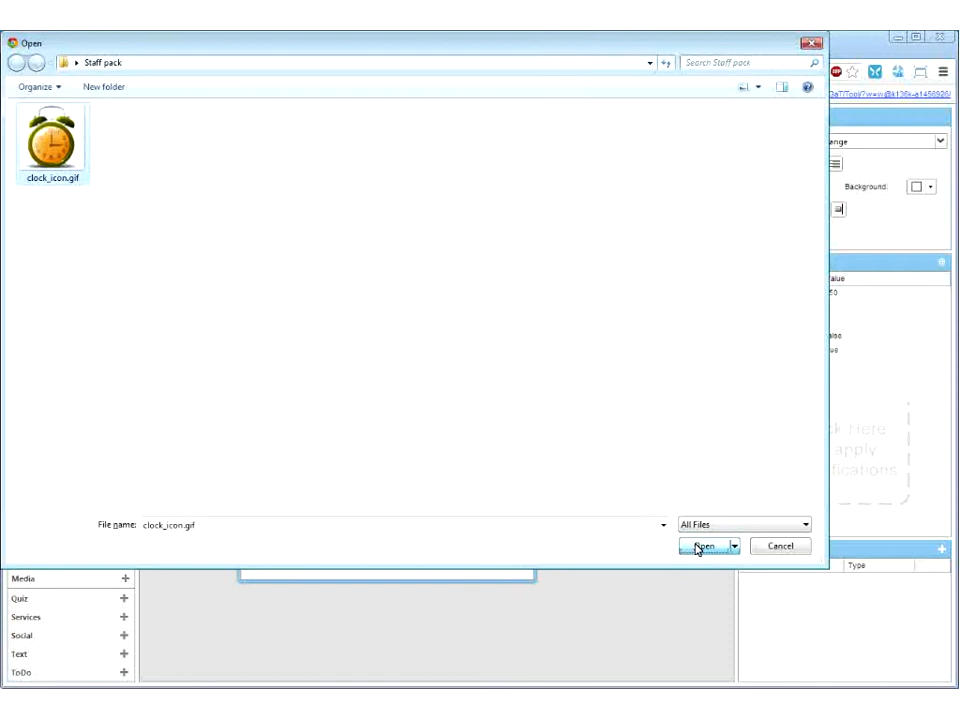 Open
Staff pack
Search Staff pack
Organize
New folder
clock_icon.gif
File name:
clock_icon.gif
All Files
Open
Cancel
Background:
Type
Media
Quiz
Services
Social
Text
ToDo